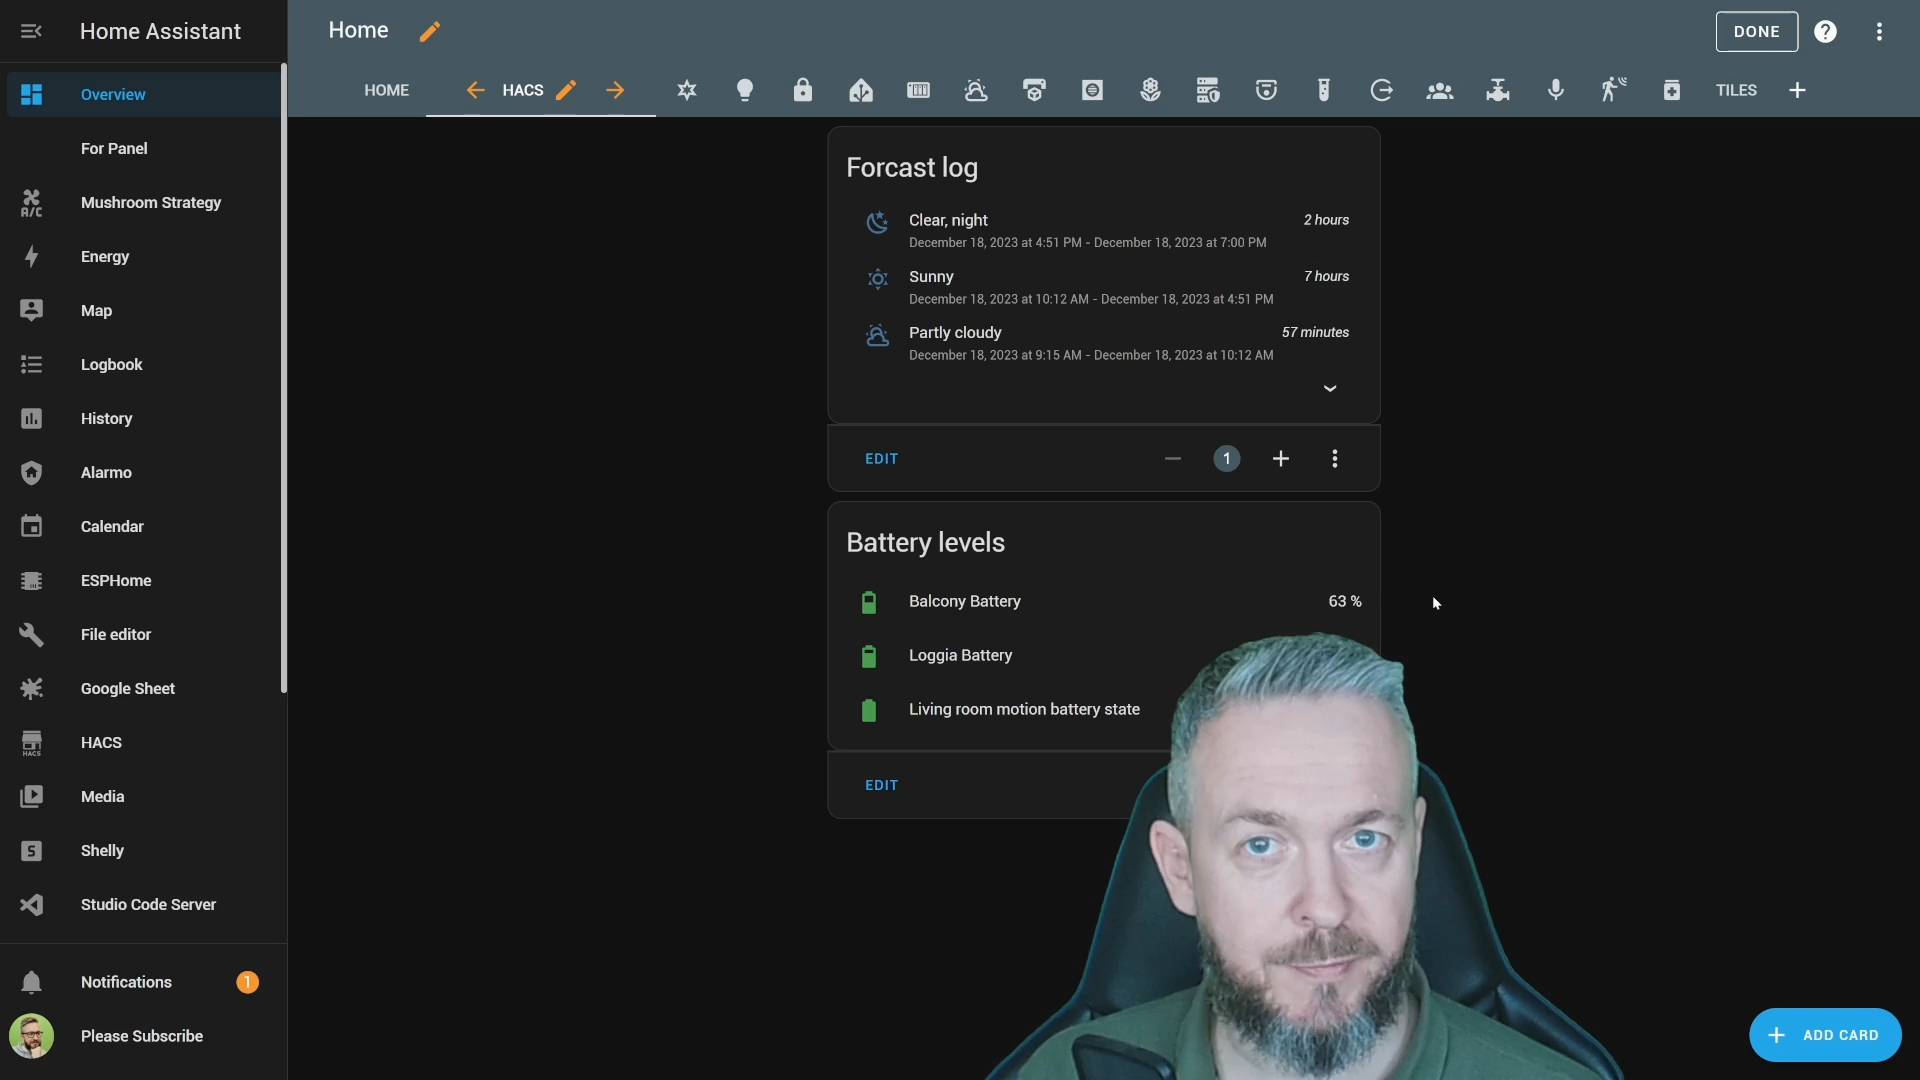 Home Assistant
Home
DONE
HOME
HACS
TILES
Overview
For Panel
A/C
Mushroom Strategy
Energy
Map
Logbook
History
Alarmo
Calendar
ESPHome
File editor
Google Sheet
HACS
HACS
Media
S
Shelly
Studio Code Server
Notifications
1
Please Subscribe
Forcast log
Clear, night
2 hours
December 18, 2023 at 4:51 PM - December 18, 2023 at 7:00 PM
Sunny
7 hours
December 18, 2023 at 10:12 AM - December 18, 2023 at 4:51 PM
Partly cloudy
57 minutes
December 18, 2023 at 9:15 AM - December 18, 2023 at 10:12 AM
EDIT
1
Battery levels
Balcony Battery
63 %
Loggia Battery
Living room motion battery state
EDIT
ADD CARD